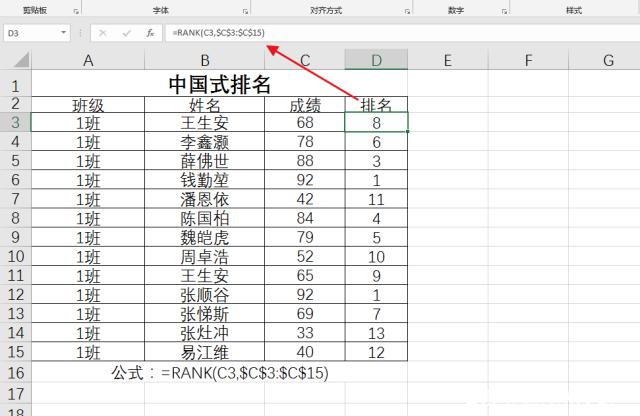 剪贴板 字体 对齐方式 数字 样式
D3 fx =RANK(C3,$C$3:$C$15)
A B C D E F G
1 中国式排名
2 班级 姓名 成绩 排名
3 1班 王生安 68 8
4 1班 李鑫灏 78 6
5 1班 薛佛世 88 3
6 1班 钱勤堃 92 1
7 1班 潘恩依 42 11
8 1班 陈国柏 84 4
9 1班 魏皑虎 79 5
10 1班 周卓浩 52 10
11 1班 王生安 65 9
12 1班 张顺谷 92 1
13 1班 张悌斯 69 7
14 1班 张灶冲 33 13
15 1班 易江维 40 12
16 公式：=RANK(C3,$C$3:$C$15)
17
18